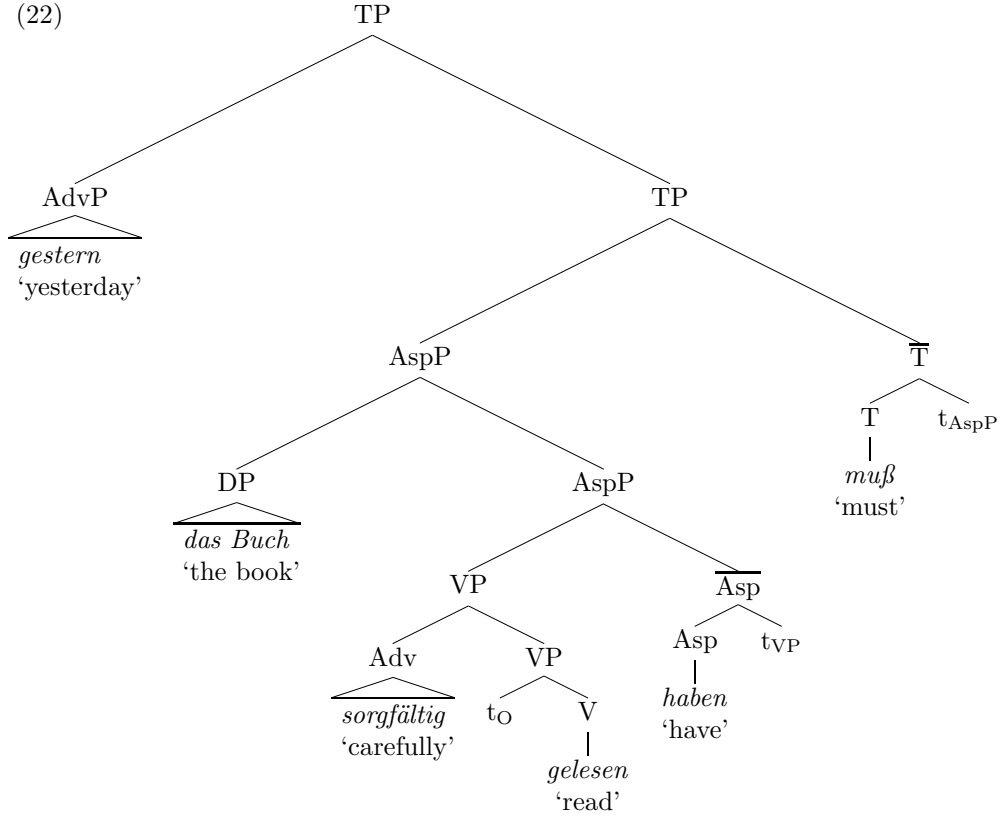 (22)
TP
AdvP
gestern
‘yesterday’
TP
AspP
T̅
T
t_AspP
muß
‘must’
DP
das Buch
‘the book’
AspP
VP
A̅s̅p̅
Asp
t_VP
haben
‘have’
Adv
sorgfältig
‘carefully’
VP
t_O
V
gelesen
‘read’